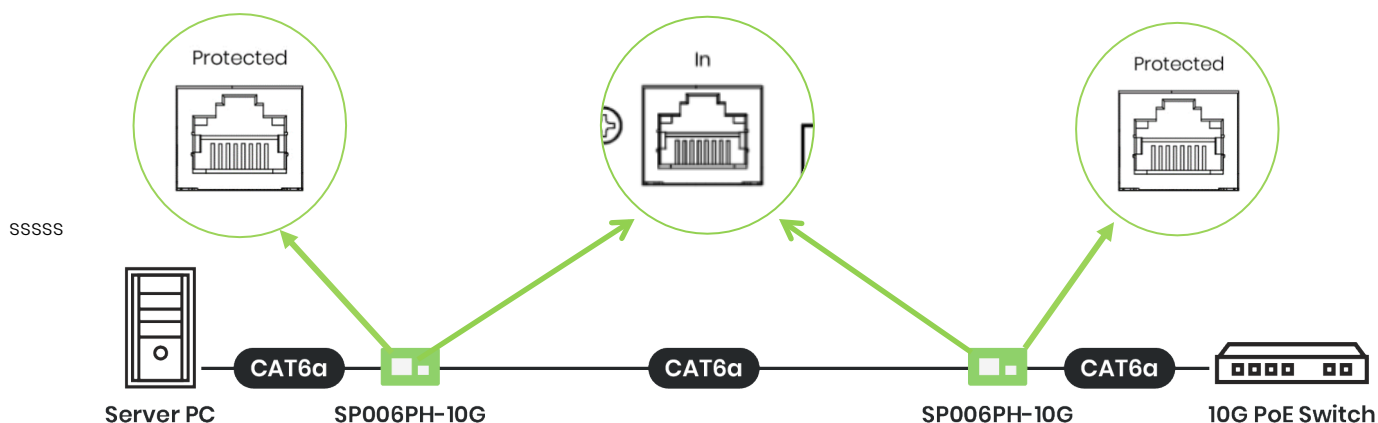 Protected
In
Protected
sssss
CAT6a
CAT6a
CAT6a
Server PC
SP006PH-10G
SP006PH-10G
10G PoE Switch